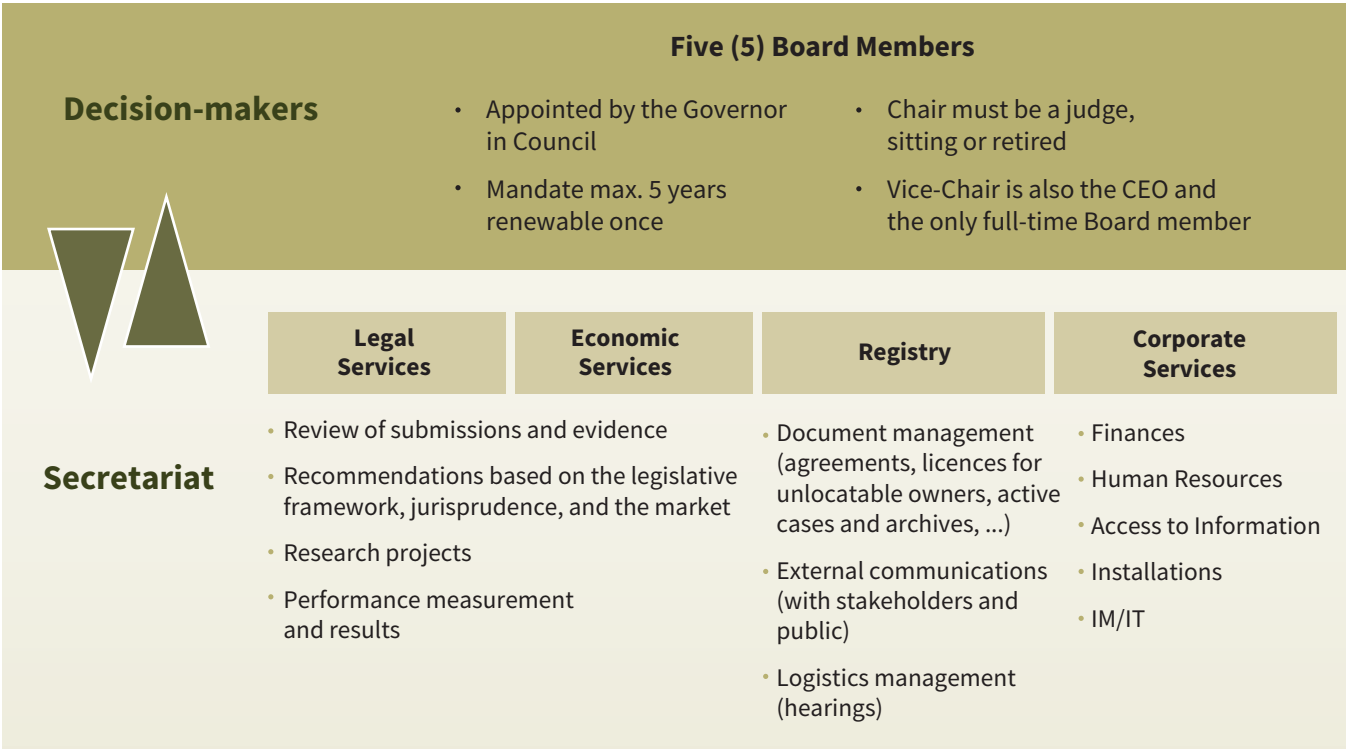 Five (5) Board Members
Decision-makers
• Appointed by the Governor
in Council
• Mandate max. 5 years
renewable once
• Chair must be a judge,
sitting or retired
• Vice-Chair is also the CEO and
the only full-time Board member
Secretariat
Legal
Services
Economic
Services
• Review of submissions and evidence
• Recommendations based on the legislative
framework, jurisprudence, and the market
• Research projects
• Performance measurement
and results
Registry
• Document management
(agreements, licences for
unlocatable owners, active
cases and archives, ...)
• External communications
(with stakeholders and
public)
• Logistics management
(hearings)
Corporate
Services
• Finances
• Human Resources
• Access to Information
• Installations
• IM/IT